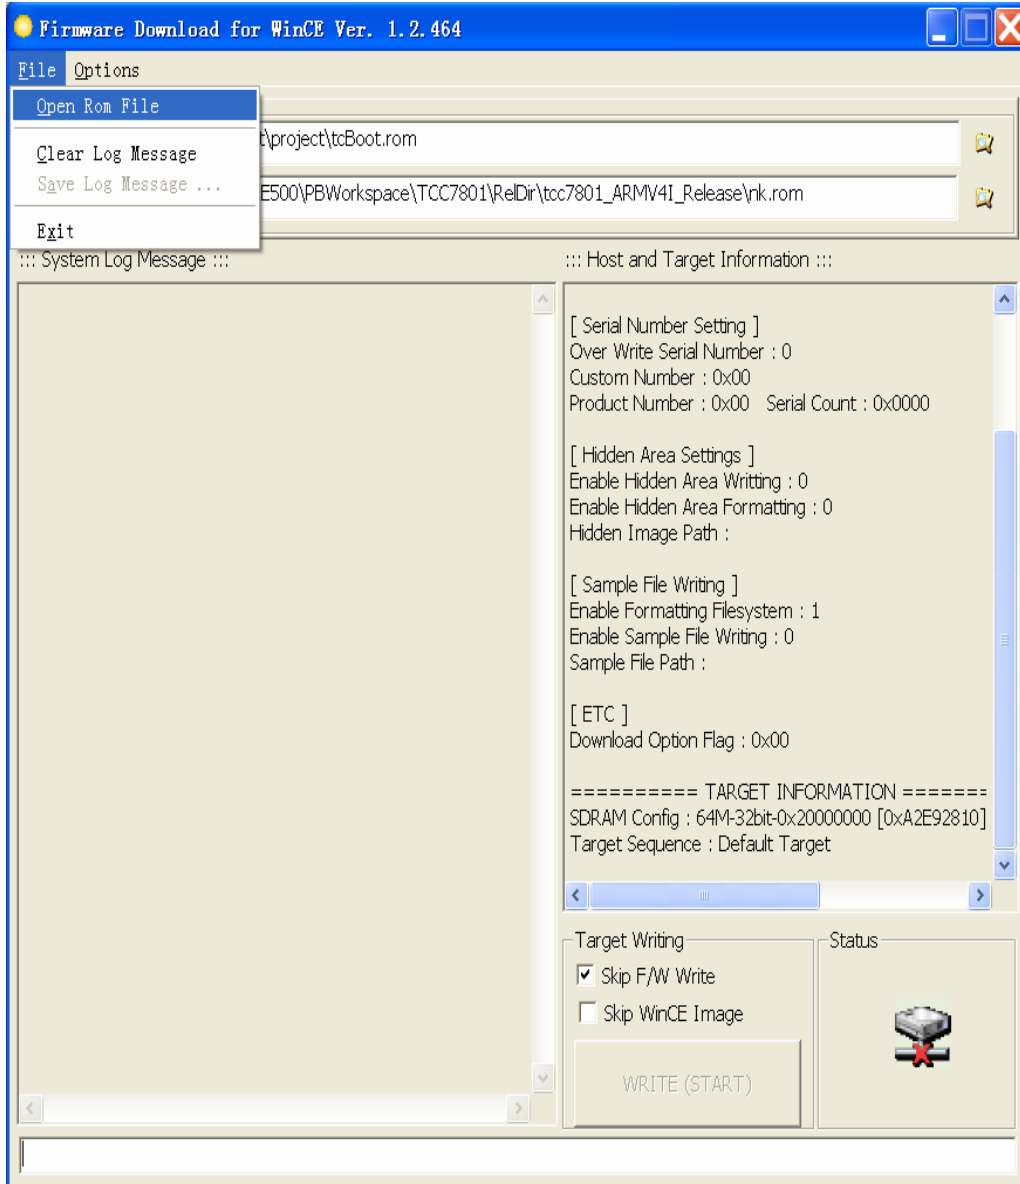 Firmware Download for WinCE Ver. 1.2.464
File Options
Open Rom File
Clear Log Message
Save Log Message ...
Exit
t\project\tcBoot.rom
E500\PBWorkspace\TCC7801\RelDir\tcc7801_ARMV4I_Release\nk.rom
::: System Log Message :::
::: Host and Target Information :::
[ Serial Number Setting ]
Over Write Serial Number : 0
Custom Number : 0x00
Product Number : 0x00 Serial Count : 0x0000
[ Hidden Area Settings ]
Enable Hidden Area Writting : 0
Enable Hidden Area Formatting : 0
Hidden Image Path :
[ Sample File Writing ]
Enable Formatting Filesystem : 1
Enable Sample File Writing : 0
Sample File Path :
[ ETC ]
Download Option Flag : 0x00
========== TARGET INFORMATION =======
SDRAM Config : 64M-32bit-0x20000000 [0xA2E92810]
Target Sequence : Default Target
Target Writing
Skip F/W Write
Skip WinCE Image
WRITE (START)
Status